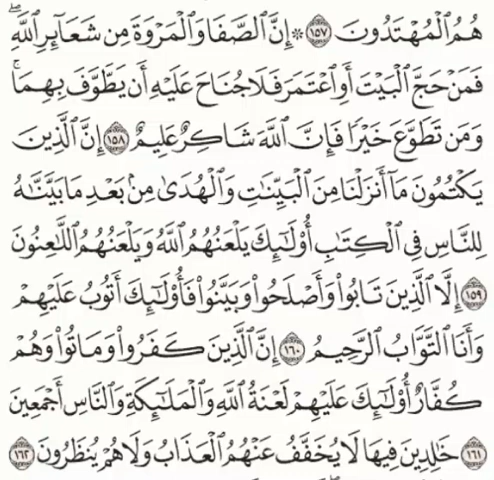 هُمُ ٱلْمُهْتَدُونَ ١٥٧ ۞ إِنَّ ٱلصَّفَا وَٱلْمَرْوَةَ مِن شَعَآئِرِ ٱللَّهِۖ
فَمَنْ حَجَّ ٱلْبَيْتَ أَوِ ٱعْتَمَرَ فَلَا جُنَاحَ عَلَيْهِ أَن يَطَّوَّفَ بِهِمَاۚ
وَمَن تَطَوَّعَ خَيْرًا فَإِنَّ ٱللَّهَ شَاكِرٌ عَلِيمٌ ١٥٨ إِنَّ ٱلَّذِينَ
يَكْتُمُونَ مَآ أَنزَلْنَا مِنَ ٱلْبَيِّنَٰتِ وَٱلْهُدَىٰ مِنۢ بَعْدِ مَا بَيَّنَّٰهُ
لِلنَّاسِ فِي ٱلْكِتَٰبِ أُو۟لَٰٓئِكَ يَلْعَنُهُمُ ٱللَّهُ وَيَلْعَنُهُمُ ٱللَّٰعِنُونَ
١٥٩ إِلَّا ٱلَّذِينَ تَابُوا۟ وَأَصْلَحُوا۟ وَبَيَّنُوا۟ فَأُو۟لَٰٓئِكَ أَتُوبُ عَلَيْهِمْ
وَأَنَا ٱلتَّوَّابُ ٱلرَّحِيمُ ١٦٠ إِنَّ ٱلَّذِينَ كَفَرُوا۟ وَمَاتُوا۟ وَهُمْ
كُفَّارٌ أُو۟لَٰٓئِكَ عَلَيْهِمْ لَعْنَةُ ٱللَّهِ وَٱلْمَلَٰٓئِكَةِ وَٱلنَّاسِ أَجْمَعِينَ
١٦١ خَٰلِدِينَ فِيهَا لَا يُخَفَّفُ عَنْهُمُ ٱلْعَذَابُ وَلَا هُمْ يُنظَرُونَ ١٦٢